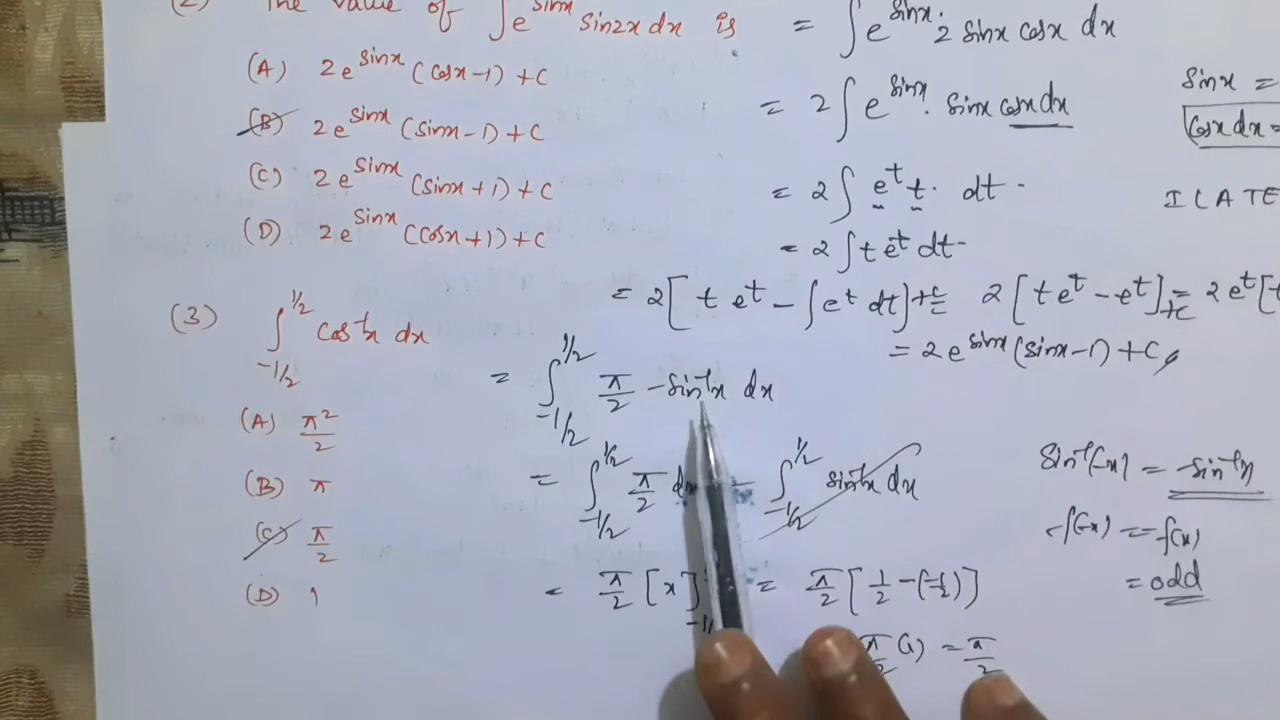 (2) The value of ∫e^sinx sin2x dx is
(A) 2e^sinx (cosx-1) + c
(B) 2e^sinx (sinx-1) + c
(C) 2e^sinx (sinx+1) + c
(D) 2e^sinx (cosx+1) + c
= ∫e^sinx · 2 sinx cosx dx
= 2∫e^sinx · sinx cosx dx
= 2∫e^t t · dt
= 2∫t e^t dt
= 2[t e^t - ∫e^t dt] + c = 2[t e^t - e^t] + c = 2e^t[t
= 2e^sinx (sinx-1) + c
sinx =
cosx dx =
ILATE
(3) ∫_{-1/2}^{1/2} cos⁻¹x dx
(A) π²/2
(B) π
(C) π/2
(D) 1
= ∫_{-1/2}^{1/2} π/2 - sin⁻¹x dx
= ∫_{-1/2}^{1/2} π/2 dx - ∫_{-1/2}^{1/2} sin⁻¹x dx
= π/2 [x] = π/2 [1/2 - (-1/2)]
π/2 (1) = π/2
sin⁻¹(-x) = -sin⁻¹x
f(-x) = -f(x)
= odd